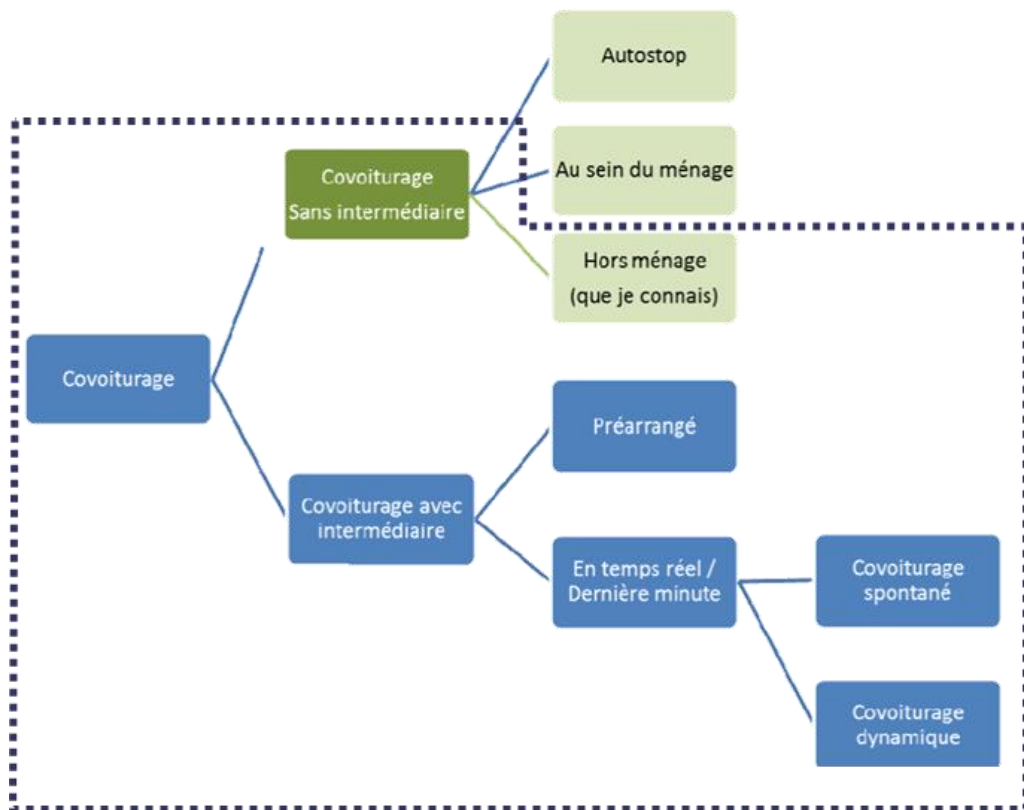 Autostop
Covoiturage
Sans intermédiaire
Au sein du ménage
Hors ménage
(que je connais)
Covoiturage
Préarrangé
Covoiturage avec
intermédiaire
En temps réel /
Dernière minute
Covoiturage
spontané
Covoiturage
dynamique